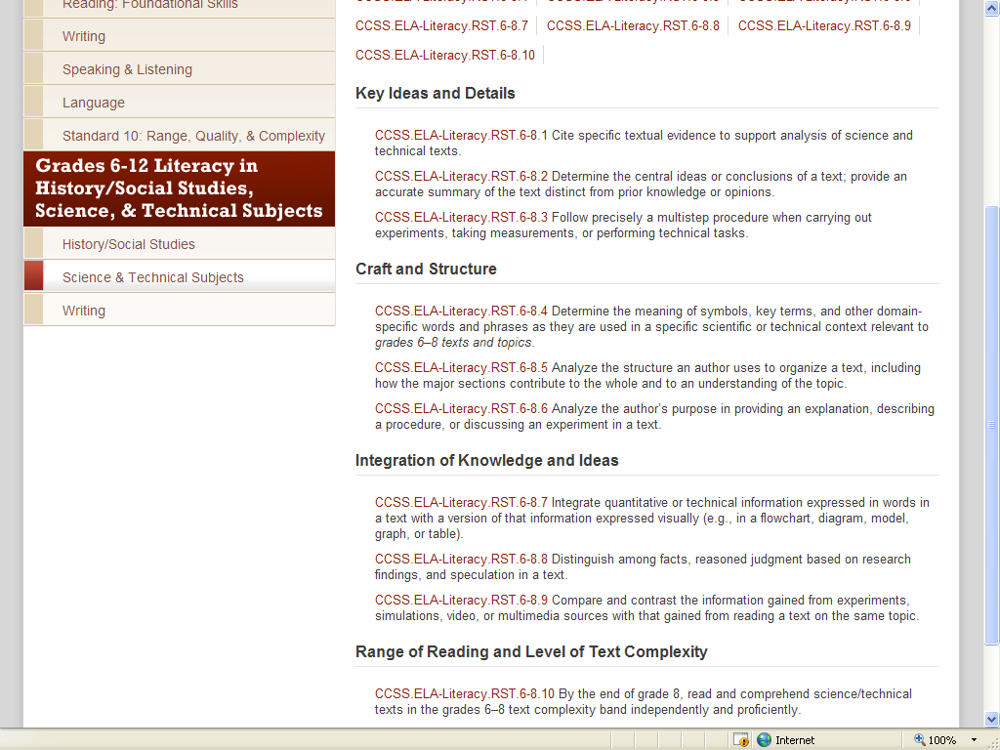 Reading: Foundational Skills
Writing
Speaking & Listening
Language
Standard 10: Range, Quality, & Complexity
Grades 6-12 Literacy in
History/Social Studies,
Science, & Technical Subjects
History/Social Studies
Science & Technical Subjects
Writing
CCSS.ELA-Literacy.RST.6-8.7 CCSS.ELA-Literacy.RST.6-8.8 CCSS.ELA-Literacy.RST.6-8.9
CCSS.ELA-Literacy.RST.6-8.10
Key Ideas and Details
CCSS.ELA-Literacy.RST.6-8.1 Cite specific textual evidence to support analysis of science and
technical texts.
CCSS.ELA-Literacy.RST.6-8.2 Determine the central ideas or conclusions of a text; provide an
accurate summary of the text distinct from prior knowledge or opinions.
CCSS.ELA-Literacy.RST.6-8.3 Follow precisely a multistep procedure when carrying out
experiments, taking measurements, or performing technical tasks.
Craft and Structure
CCSS.ELA-Literacy.RST.6-8.4 Determine the meaning of symbols, key terms, and other domain-
specific words and phrases as they are used in a specific scientific or technical context relevant to
grades 6–8 texts and topics.
CCSS.ELA-Literacy.RST.6-8.5 Analyze the structure an author uses to organize a text, including
how the major sections contribute to the whole and to an understanding of the topic.
CCSS.ELA-Literacy.RST.6-8.6 Analyze the author's purpose in providing an explanation, describing
a procedure, or discussing an experiment in a text.
Integration of Knowledge and Ideas
CCSS.ELA-Literacy.RST.6-8.7 Integrate quantitative or technical information expressed in words in
a text with a version of that information expressed visually (e.g., in a flowchart, diagram, model,
graph, or table).
CCSS.ELA-Literacy.RST.6-8.8 Distinguish among facts, reasoned judgment based on research
findings, and speculation in a text.
CCSS.ELA-Literacy.RST.6-8.9 Compare and contrast the information gained from experiments,
simulations, video, or multimedia sources with that gained from reading a text on the same topic.
Range of Reading and Level of Text Complexity
CCSS.ELA-Literacy.RST.6-8.10 By the end of grade 8, read and comprehend science/technical
texts in the grades 6–8 text complexity band independently and proficiently.
Internet
100%